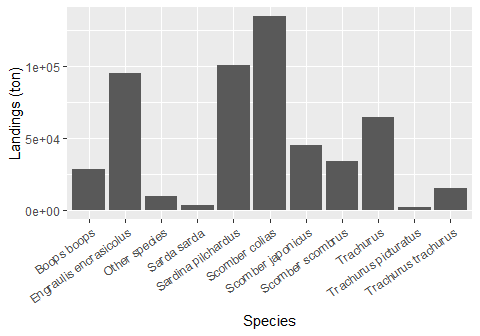 Landings (ton)
1e+05
5e+04
0e+00
Boops boops
Engraulis encrasicolus
Other species
Sarda sarda
Sardina pilchardus
Scomber colias
Scomber japonicus
Scomber scombrus
Trachurus
Trachurus picturatus
Trachurus trachurus
Species